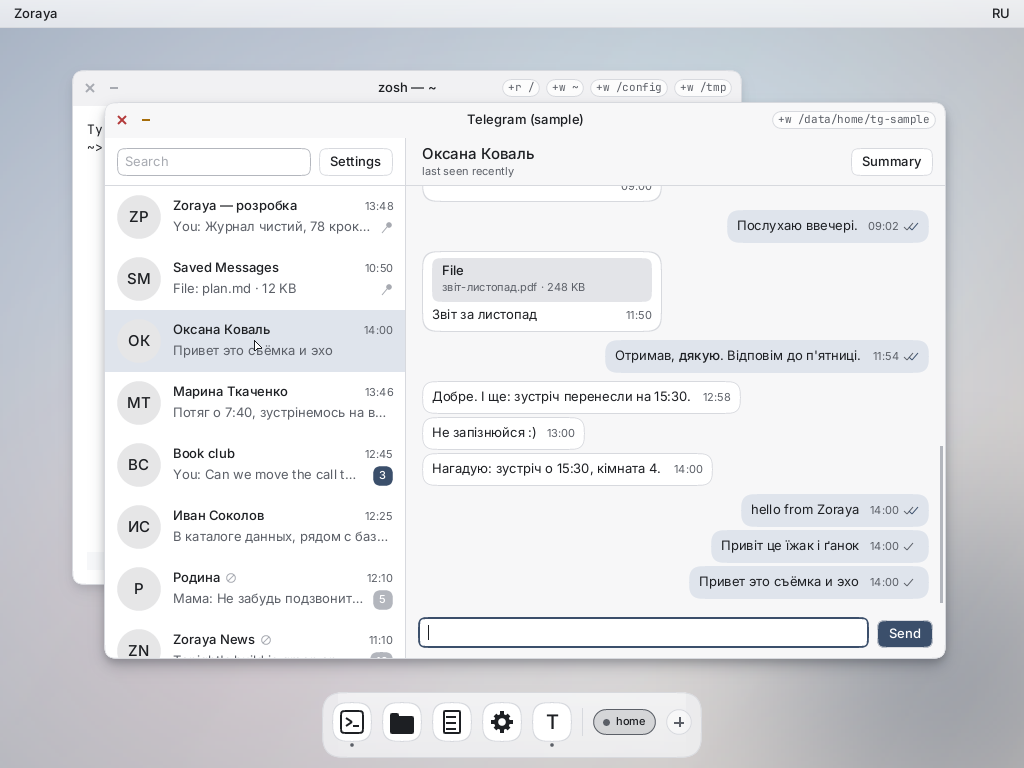 Zoraya
RU
zosh — ~
+r /
+w ~
+w /config
+w /tmp
Ty
~>
Telegram (sample)
+w /data/home/tg-sample
Search
Settings
ZP
Zoraya — розробка
13:48
You: Журнал чистий, 78 крок...
SM
Saved Messages
10:50
File: plan.md · 12 KB
ОК
Оксана Коваль
14:00
Привет это съёмка и эхо
МТ
Марина Ткаченко
13:46
Потяг о 7:40, зустрінемось на в...
BC
Book club
12:45
You: Can we move the call t...
3
ИС
Иван Соколов
12:25
В каталоге данных, рядом с баз...
Р
Родина
12:10
Мама: Не забудь подзвонит...
5
ZN
Zoraya News
11:10
Оксана Коваль
last seen recently
Summary
09:00
Послухаю ввечері. 09:02
File
звіт-листопад.pdf · 248 KB
Звіт за листопад 11:50
Отримав, дякую. Відповім до п'ятниці. 11:54
Добре. І ще: зустріч перенесли на 15:30. 12:58
Не запізнюйся :) 13:00
Нагадую: зустріч о 15:30, кімната 4. 14:00
hello from Zoraya 14:00
Привіт це їжак і ґанок 14:00
Привет это съёмка и эхо 14:00
Send
T
home